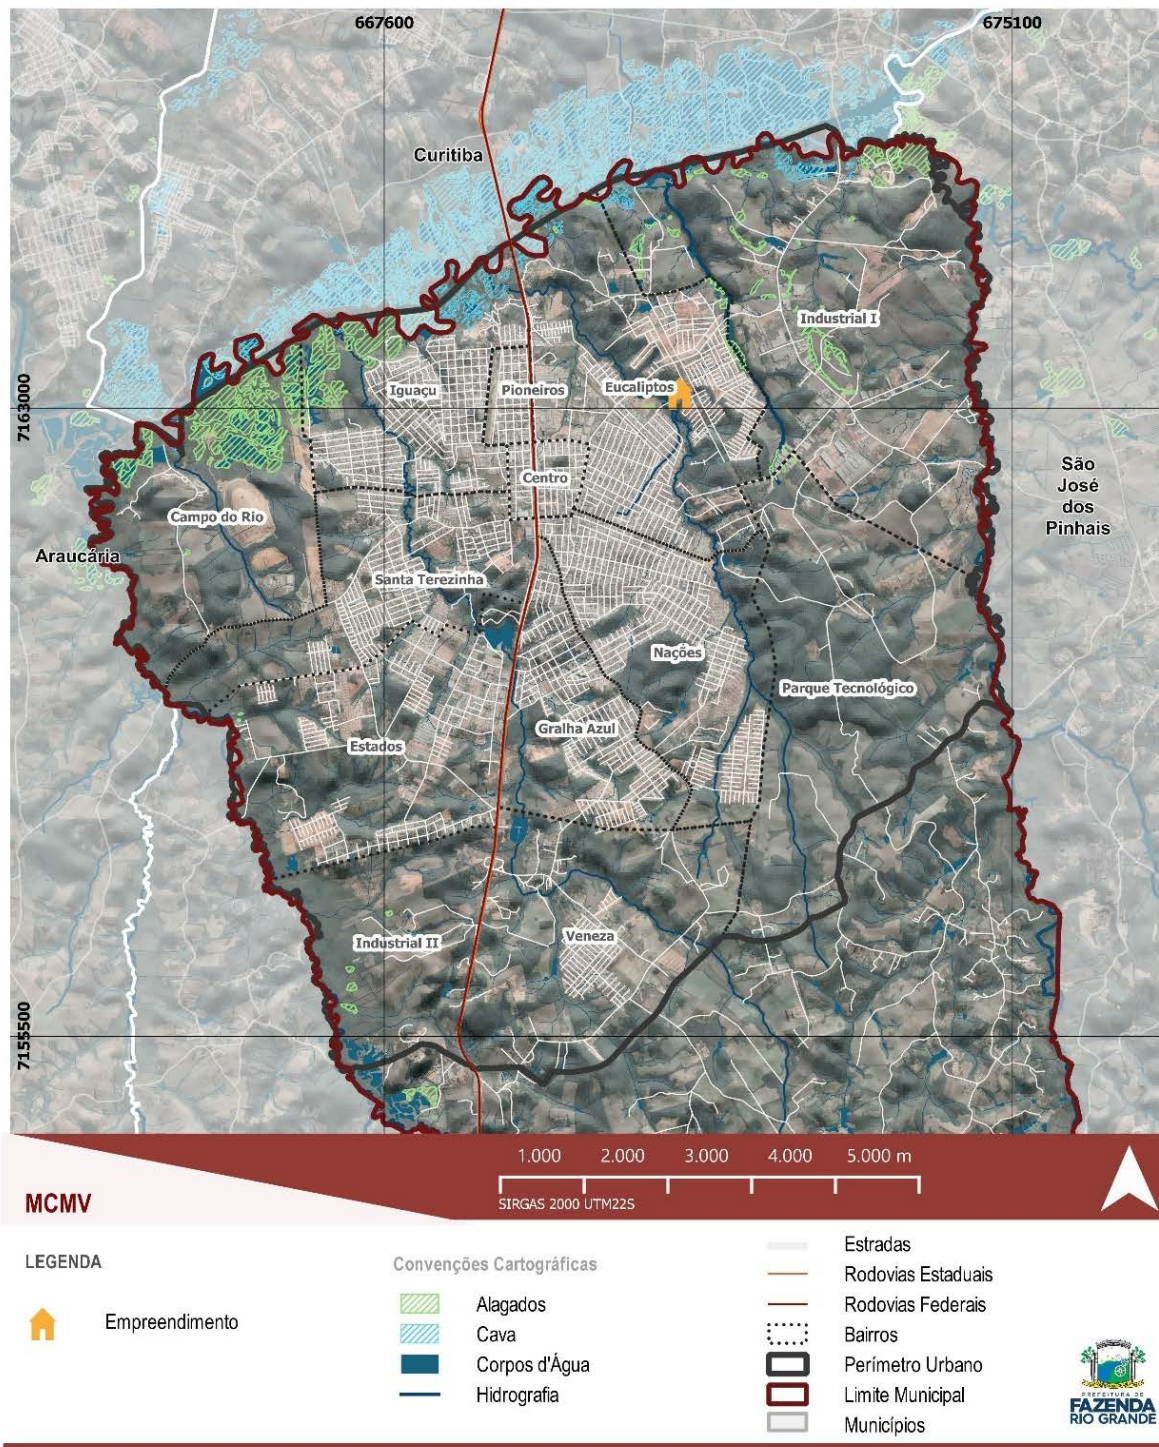 667600
675100
Curitiba
Industrial I
Iguaçu
Pioneiros
Eucaliptos
7163000
Centro
São
José
dos
Pinhais
Campo do Rio
Araucária
Santa Terezinha
Nações
Parque Tecnológico
Gralha Azul
Estados
Industrial II
Veneza
7155500
1.000 2.000 3.000 4.000 5.000 m
SIRGAS 2000 UTM22S
MCMV
LEGENDA
Empreendimento
Convenções Cartográficas
Alagados
Cava
Corpos d'Água
Hidrografia
Estradas
Rodovias Estaduais
Rodovias Federais
Bairros
Perímetro Urbano
Limite Municipal
Municípios
PREFEITURA DE
FAZENDA
RIO GRANDE